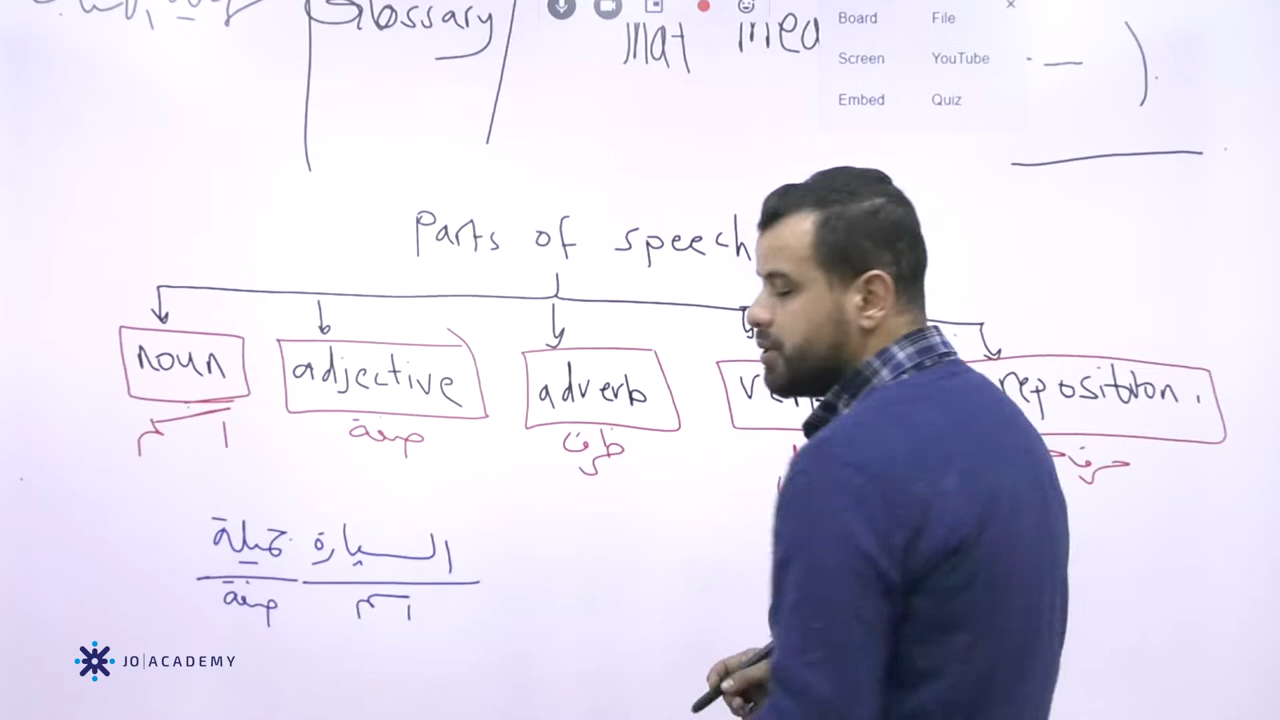 Glossary
mat
Board File
Screen YouTube
Embed Quiz
Parts of speech
noun adjective adverb
اسم صفة ظرف
السيارة جميلة
اسم صفة
JO|ACADEMY